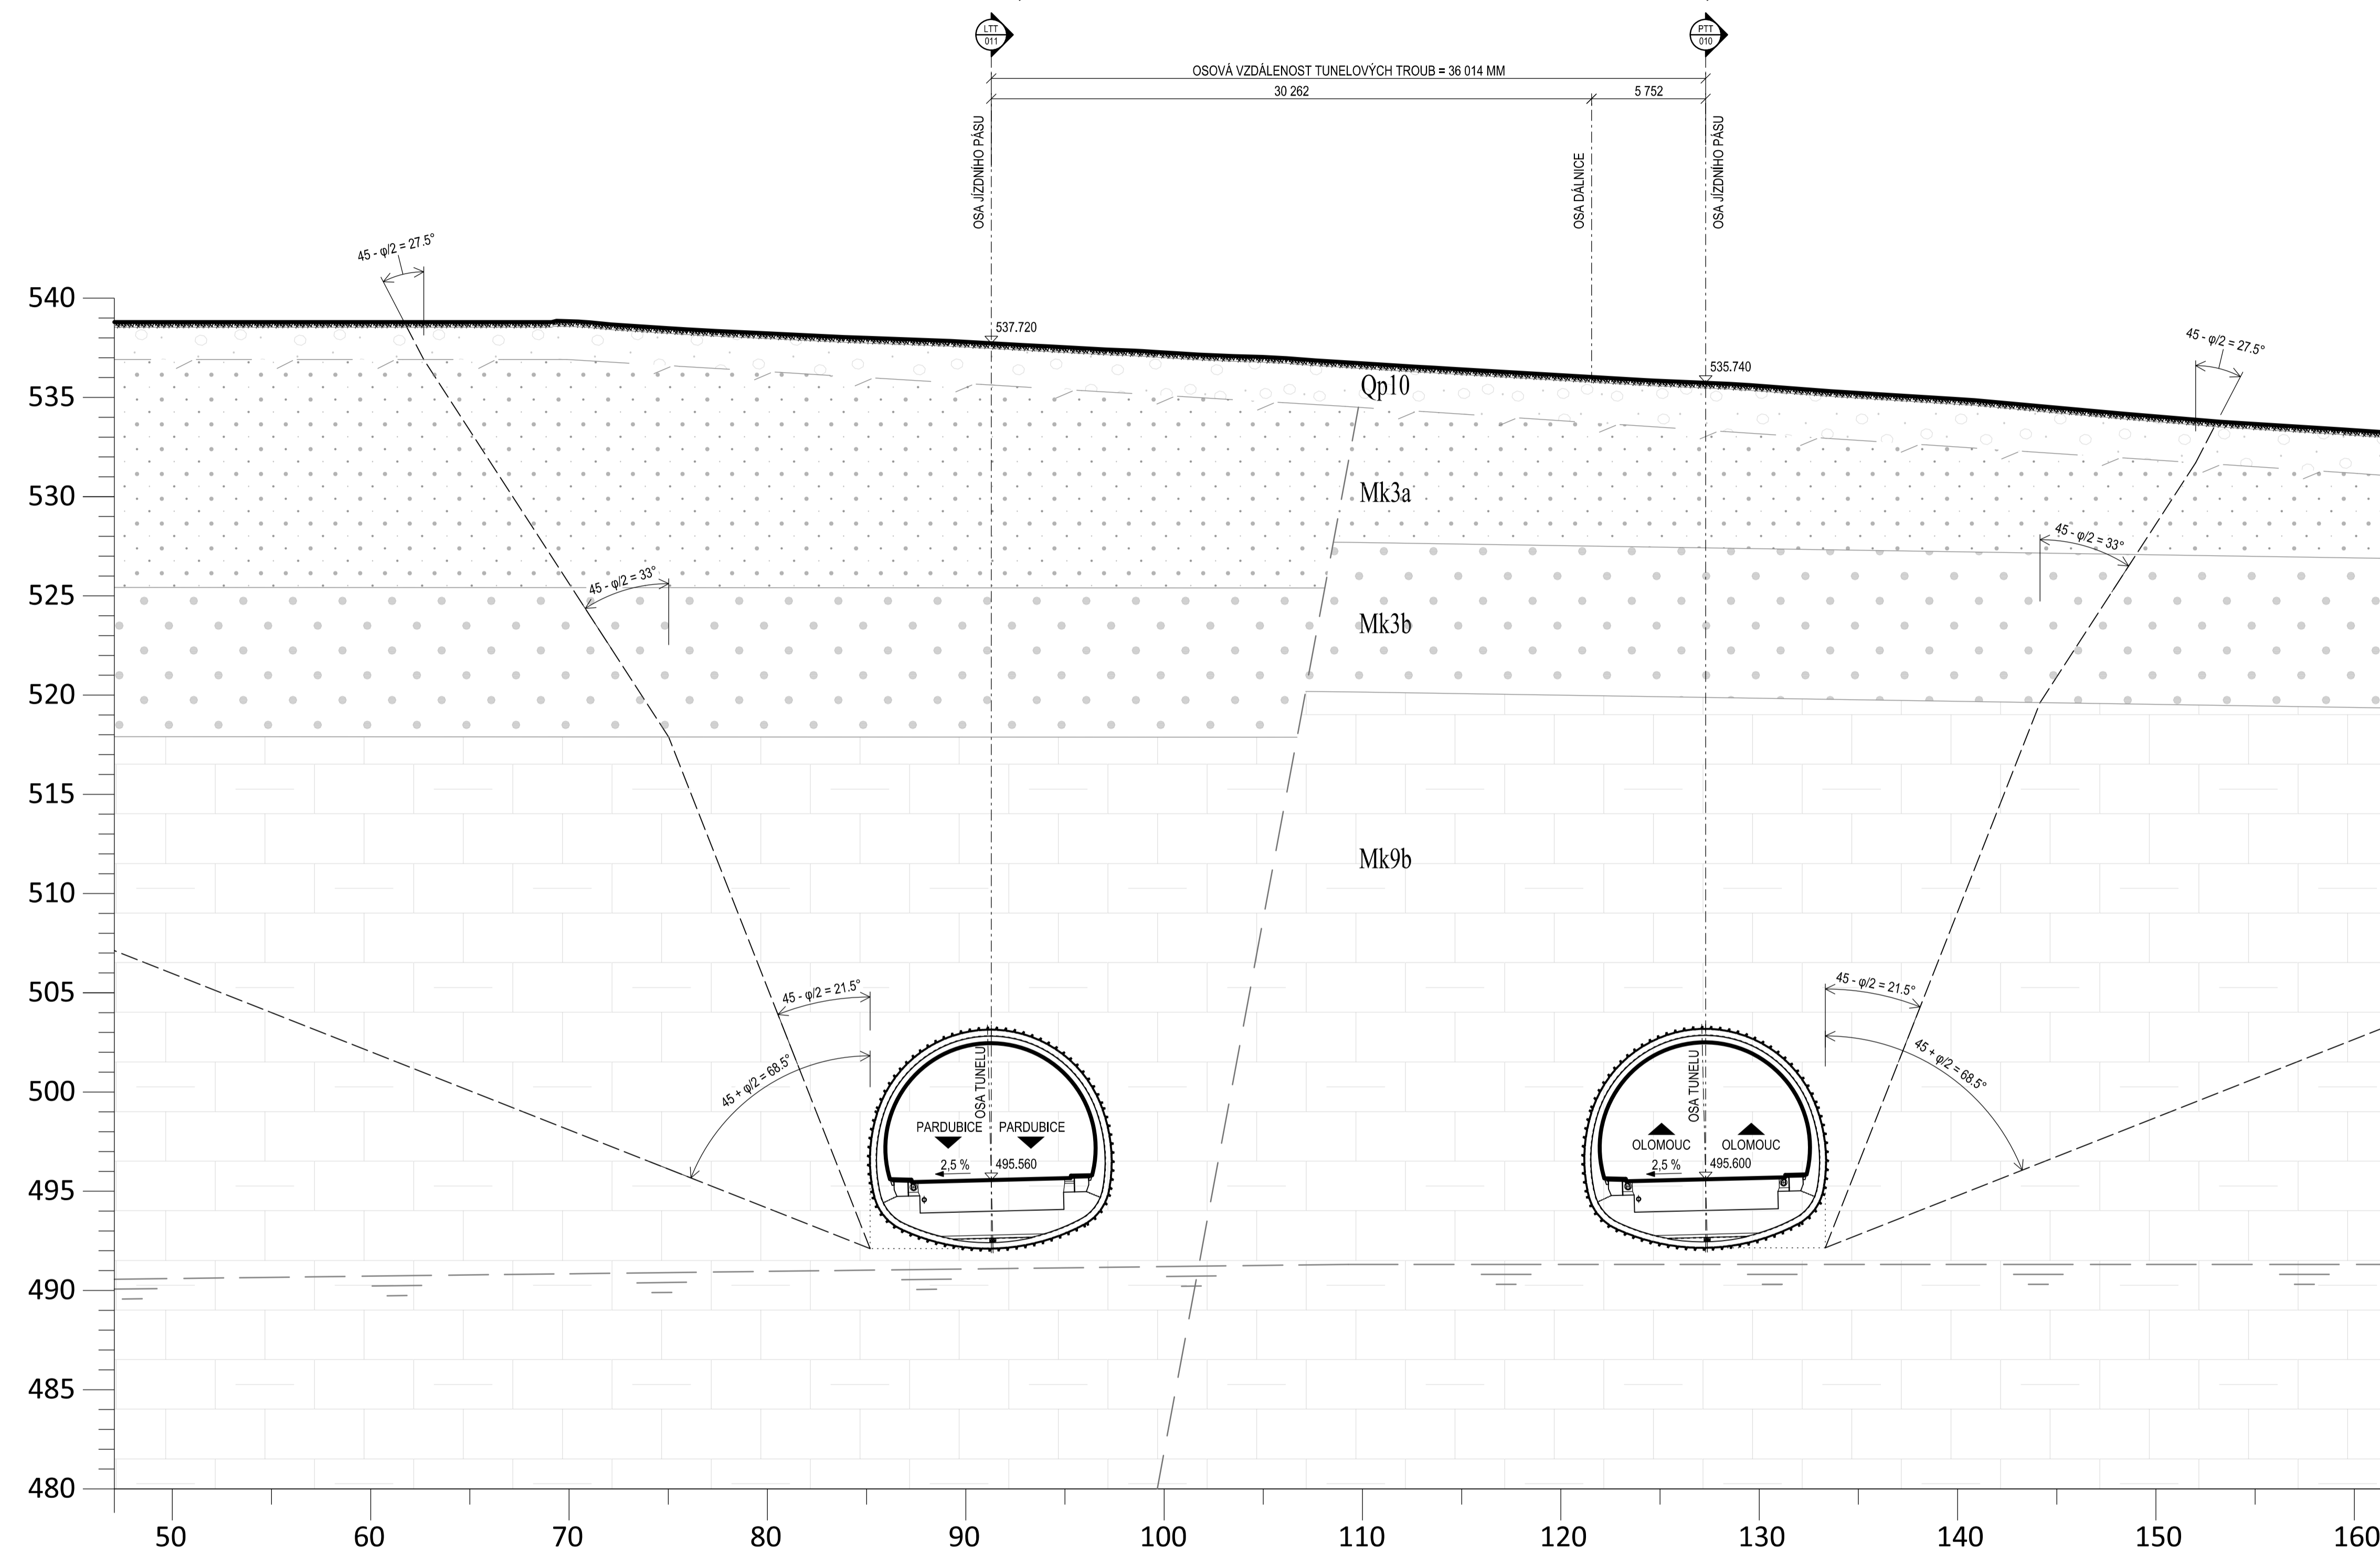 LTT
011
PTT
010
OSOVÁ VZDÁLENOST TUNELOVÝCH TROUB = 36 014 MM
30 262
5 752
OSA JÍZDNÍHO PÁSU
OSA DÁLNICE
OSA JÍZDNÍHO PÁSU
45 - φ/2 = 27.5°
45 - φ/2 = 27.5°
537.720
535.740
Qp10
Mk3a
45 - φ/2 = 33°
45 - φ/2 = 33°
Mk3b
Mk9b
45 - φ/2 = 21.5°
45 - φ/2 = 21.5°
45 + φ/2 = 68.5°
45 + φ/2 = 68.5°
OSA TUNELU
PARDUBICE
PARDUBICE
2,5 %
495.560
OSA TUNELU
OLOMOUC
OLOMOUC
2,5 %
495.600
540
535
530
525
520
515
510
505
500
495
490
485
480
50
60
70
80
90
100
110
120
130
140
150
160